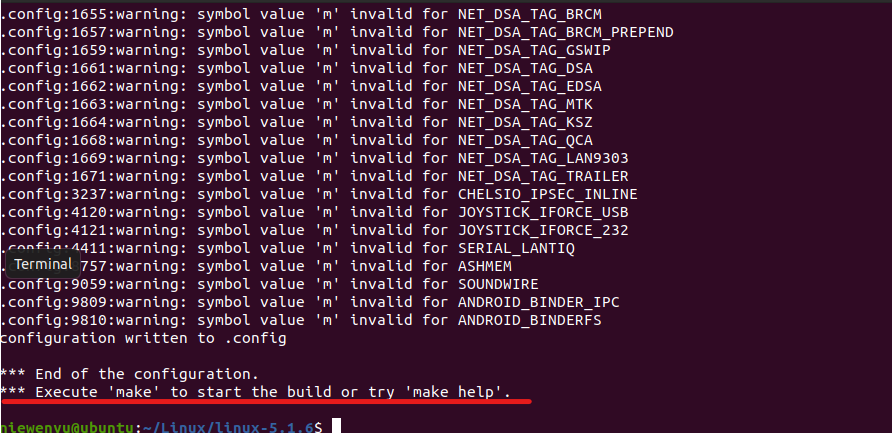 .config:1655:warning: symbol value 'm' invalid for NET_DSA_TAG_BRCM
.config:1657:warning: symbol value 'm' invalid for NET_DSA_TAG_BRCM_PREPEND
.config:1659:warning: symbol value 'm' invalid for NET_DSA_TAG_GSWIP
.config:1661:warning: symbol value 'm' invalid for NET_DSA_TAG_DSA
.config:1662:warning: symbol value 'm' invalid for NET_DSA_TAG_EDSA
.config:1663:warning: symbol value 'm' invalid for NET_DSA_TAG_MTK
.config:1664:warning: symbol value 'm' invalid for NET_DSA_TAG_KSZ
.config:1668:warning: symbol value 'm' invalid for NET_DSA_TAG_QCA
.config:1669:warning: symbol value 'm' invalid for NET_DSA_TAG_LAN9303
.config:1671:warning: symbol value 'm' invalid for NET_DSA_TAG_TRAILER
.config:3237:warning: symbol value 'm' invalid for CHELSIO_IPSEC_INLINE
.config:4120:warning: symbol value 'm' invalid for JOYSTICK_IFORCE_USB
.config:4121:warning: symbol value 'm' invalid for JOYSTICK_IFORCE_232
.config:4411:warning: symbol value 'm' invalid for SERIAL_LANTIQ
Terminal
757:warning: symbol value 'm' invalid for ASHMEM
.config:9059:warning: symbol value 'm' invalid for SOUNDWIRE
.config:9809:warning: symbol value 'm' invalid for ANDROID_BINDER_IPC
.config:9810:warning: symbol value 'm' invalid for ANDROID_BINDERFS
configuration written to .config
*** End of the configuration.
*** Execute 'make' to start the build or try 'make help'.
niewenyu@ubuntu:~/Linux/linux-5.1.6$